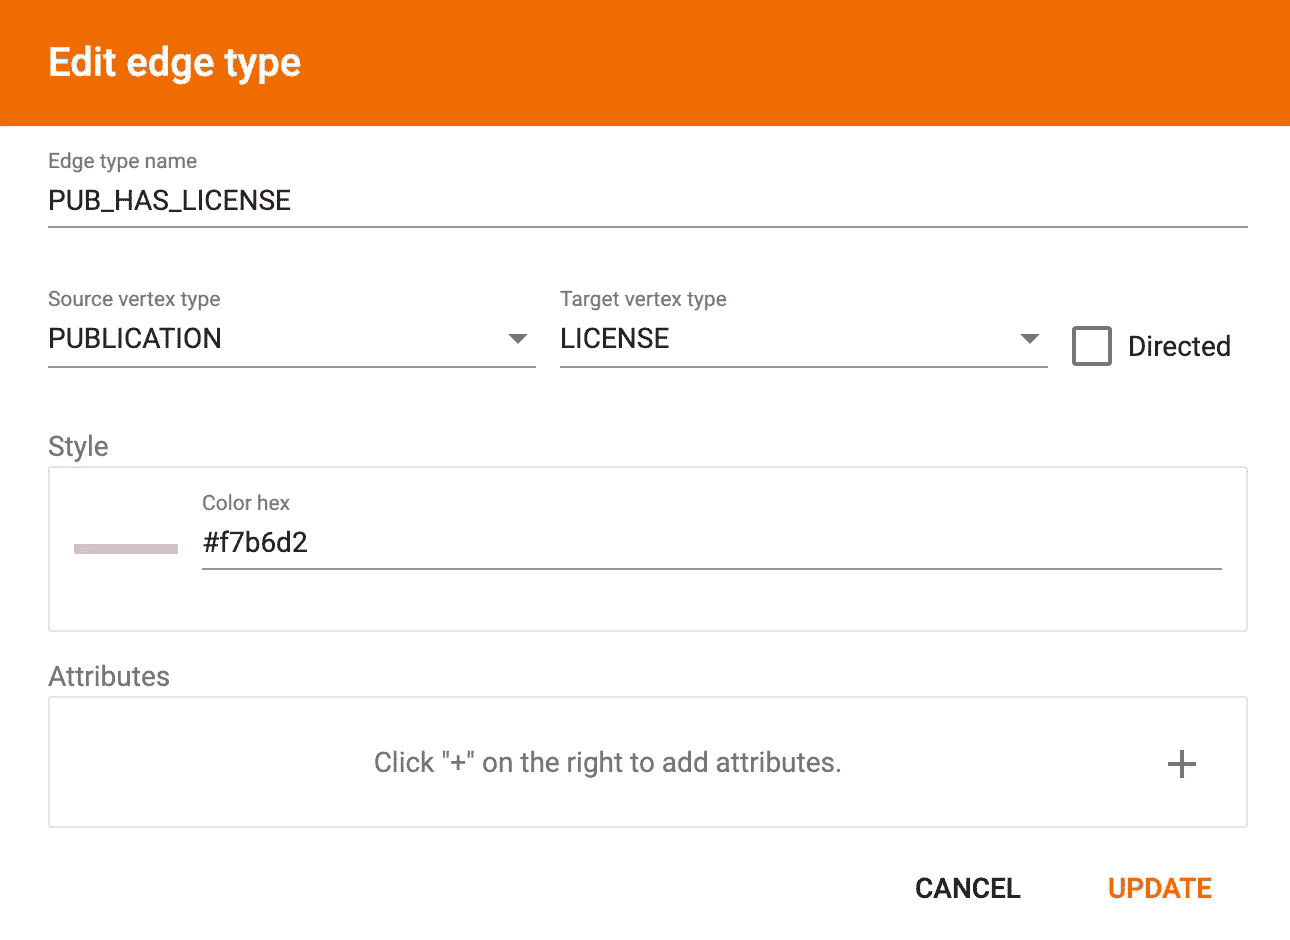 Edit edge type
Edge type name
PUB_HAS_LICENSE
Source vertex type
Target vertex type
PUBLICATION
LICENSE
Directed
Style
Color hex
#f7b6d2
Attributes
Click "+" on the right to add attributes.
CANCEL
UPDATE